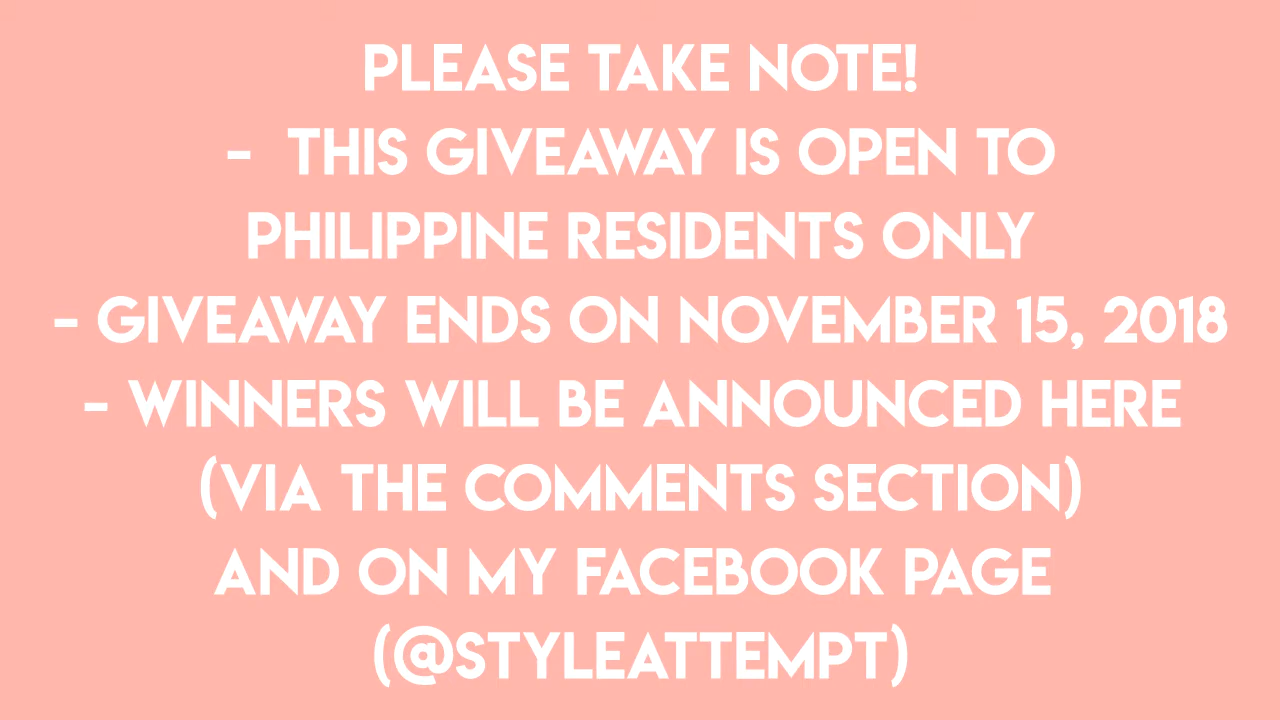 PLEASE TAKE NOTE!
- THIS GIVEAWAY IS OPEN TO
PHILIPPINE RESIDENTS ONLY
- GIVEAWAY ENDS ON NOVEMBER 15, 2018
- WINNERS WILL BE ANNOUNCED HERE
(VIA THE COMMENTS SECTION)
AND ON MY FACEBOOK PAGE
(@STYLEATTEMPT)